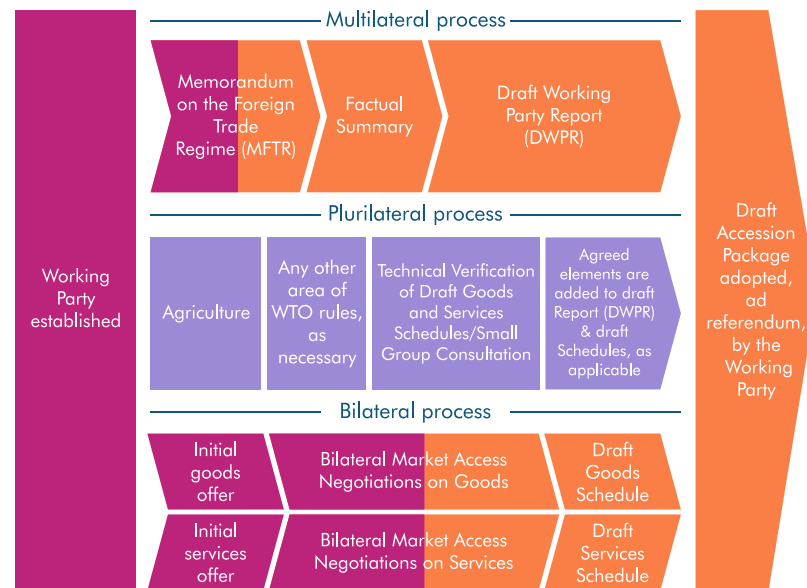 Multilateral process
Memorandum
on the Foreign
Trade
Regime (MFTR)
Factual
Summary
Draft Working
Party Report
(DWPR)
Plurilateral process
Working
Party
established
Agriculture
Any other
area of
WTO rules,
as
necessary
Technical Verification
of Draft Goods
and Services
Schedules/Small
Group Consultation
Agreed
elements are
added to draft
Report (DWPR)
& draft
Schedules, as
applicable
Draft
Accession
Package
adopted,
ad
referendum,
by the
Working
Party
Bilateral process
Initial
goods
offer
Bilateral Market Access
Negotiations on Goods
Draft
Goods
Schedule
Initial
services
offer
Bilateral Market Access
Negotiations on Services
Draft
Services
Schedule